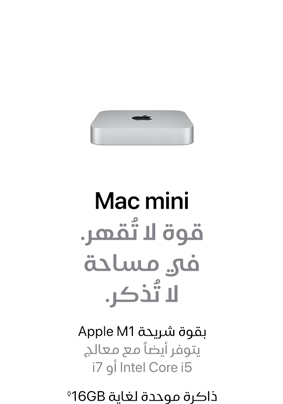 Mac mini
قوة لا تُقهر.
في مساحة
لا تُذكر.
بقوة شريحة Apple M1
يتوفر أيضاً مع معالج
Intel Core i5 أو i7
ذاكرة موحدة لغاية 16GB◊